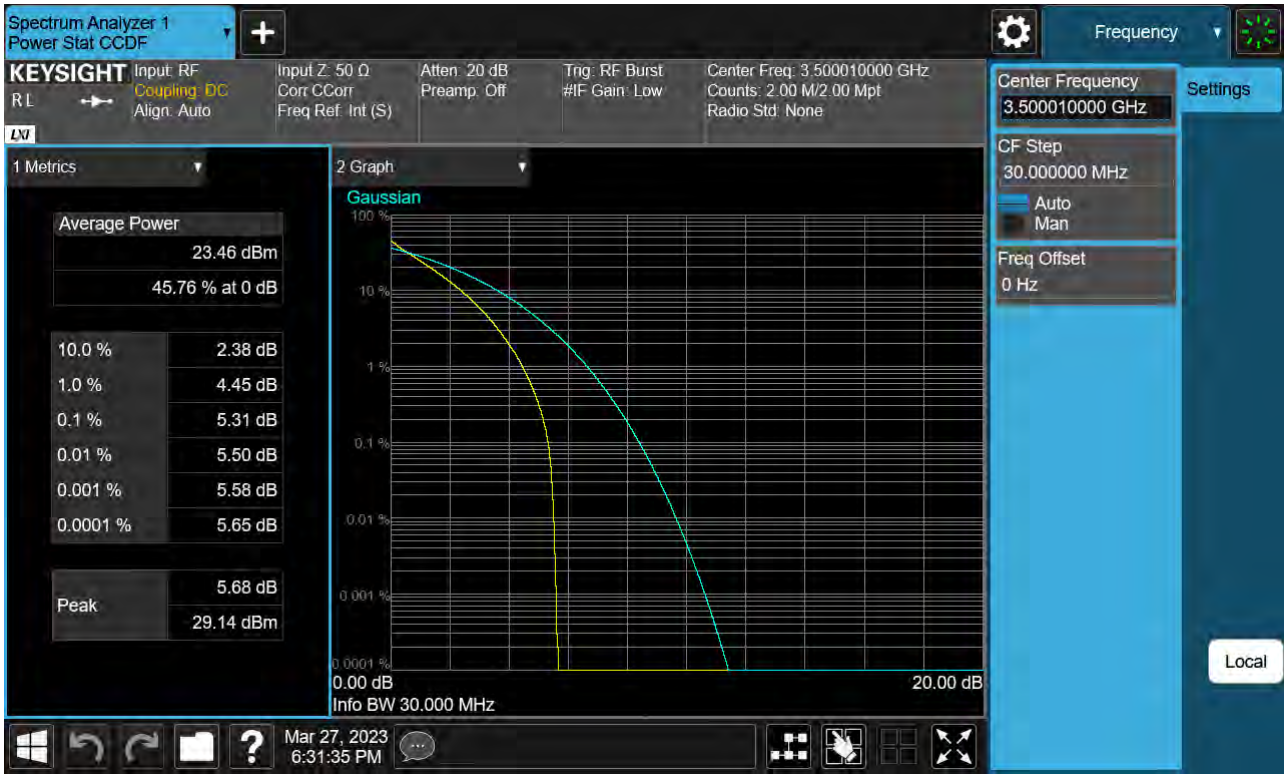 Spectrum Analyzer 1
Power Stat CCDF
+
Frequency
KEYSIGHT
RL
LXI
Input: RF
Coupling: DC
Align: Auto
Input Z: 50 Ω
Corr CCorr
Freq Ref: Int (S)
Atten: 20 dB
Preamp: Off
Trig: RF Burst
#IF Gain: Low
Center Freq: 3.500010000 GHz
Counts: 2.00 M/2.00 Mpt
Radio Std: None
Center Frequency
3.500010000 GHz
Settings
CF Step
30.000000 MHz
Auto
Man
Freq Offset
0 Hz
1 Metrics
Average Power
23.46 dBm
45.76 % at 0 dB
10.0 % 2.38 dB
1.0 % 4.45 dB
0.1 % 5.31 dB
0.01 % 5.50 dB
0.001 % 5.58 dB
0.0001 % 5.65 dB
Peak
5.68 dB
29.14 dBm
2 Graph
Gaussian
100 %
10 %
1 %
0.1 %
0.01 %
0.001 %
0.0001 %
0.00 dB 20.00 dB
Info BW 30.000 MHz
Local
?
Mar 27, 2023
6:31:35 PM